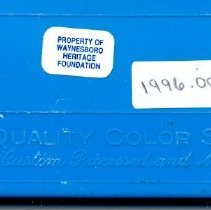 PROPERTY OF
WAYNESBORO
HERITAGE
FOUNDATION
1996.00
QUALITY COLOR S
Custom Processed and